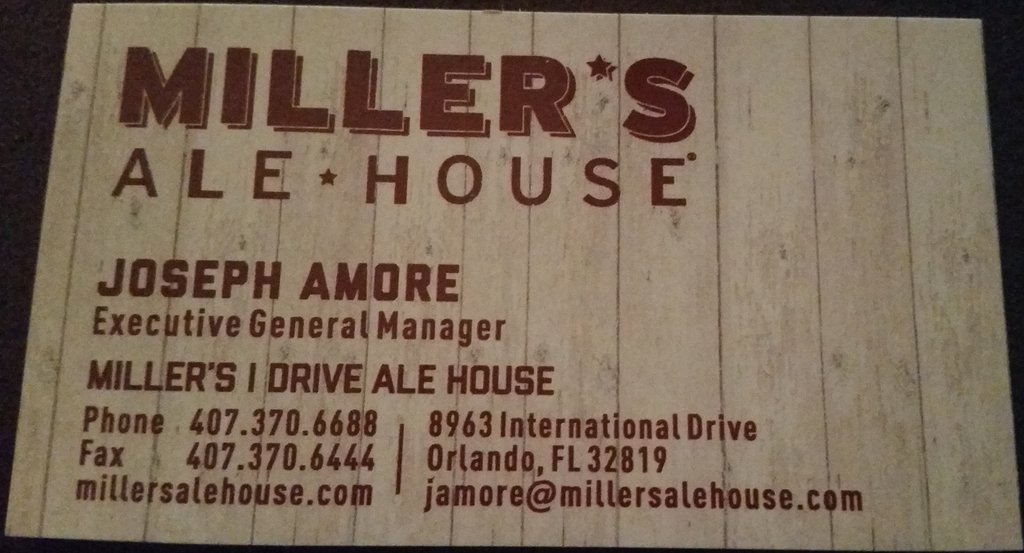 MILLER'S
ALE★HOUSE
JOSEPH AMORE
Executive General Manager
MILLER'S I DRIVE ALE HOUSE
Phone 407.370.6688
Fax 407.370.6444
millersalehouse.com
8963 International Drive
Orlando, FL 32819
jamore@millersalehouse.com